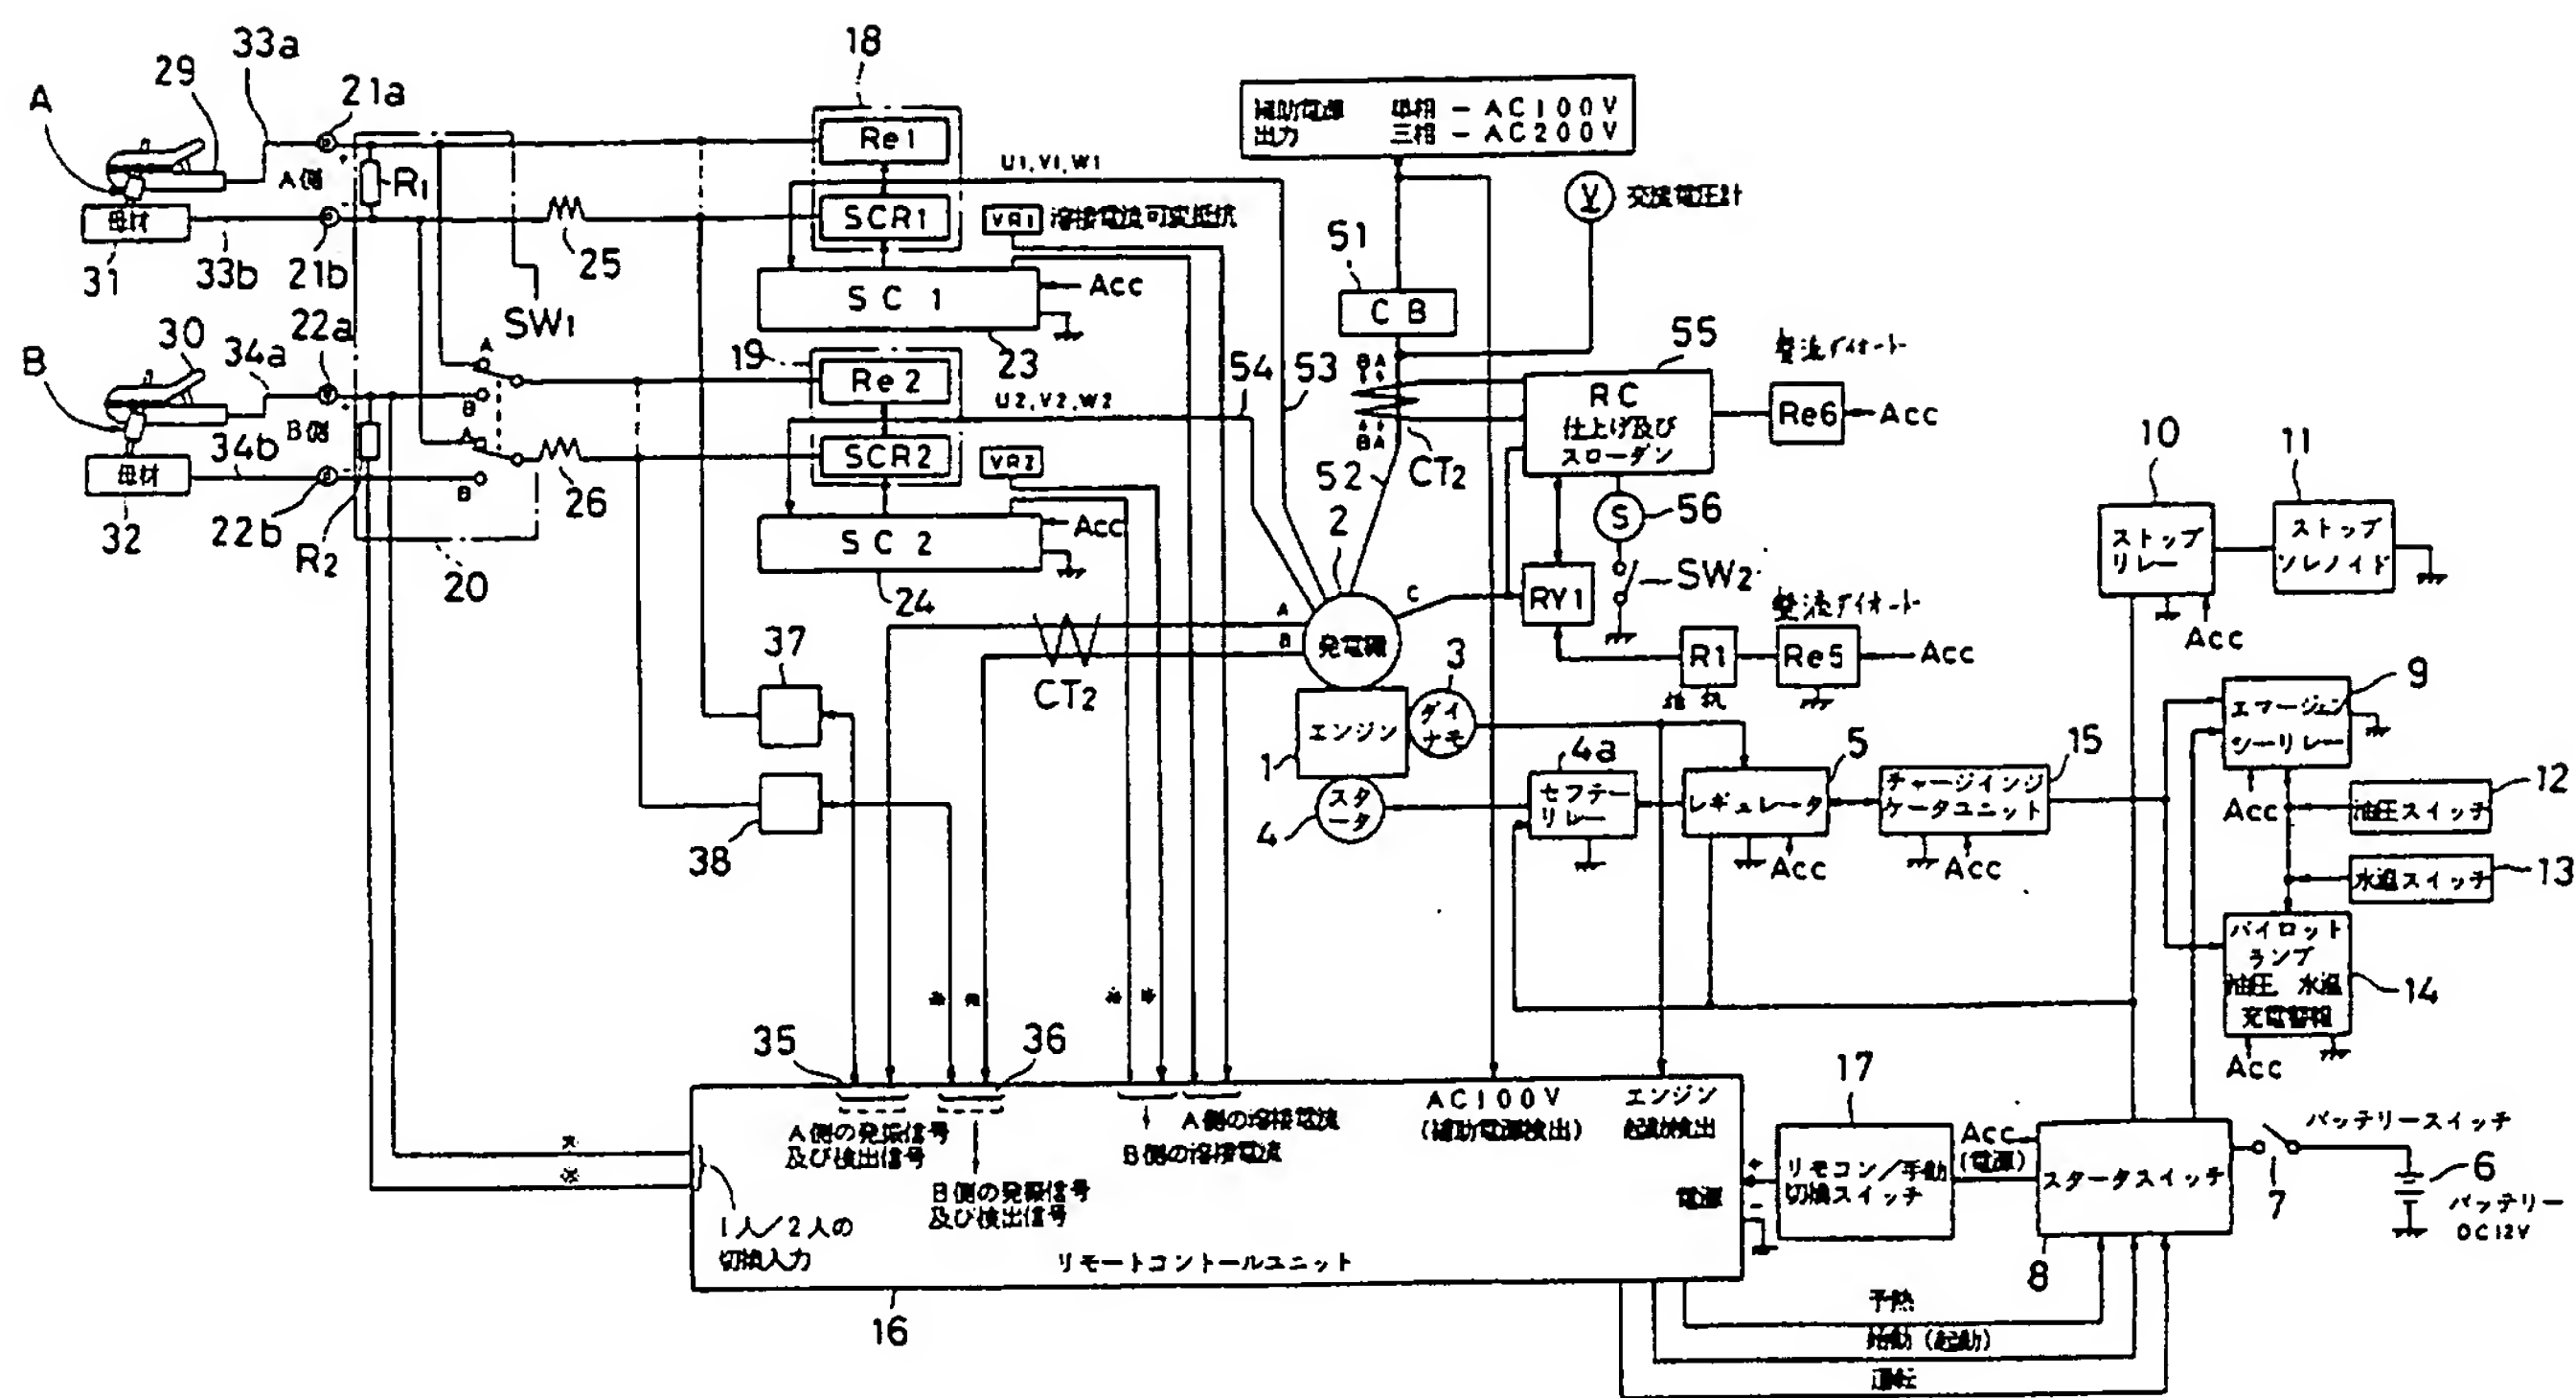 33a
18
29
21a
A
Re1
補助電源 単相 - AC100V
出力 三相 - AC200V
A側
R1
U1, V1, W1
SCR1
VR1
溶接電流可変抵抗
V
交流電圧計
母材
31
33b
21b
25
SC 1
Acc
51
CB
SW1
23
30
34a
22a
19
54
53
55
整流ダイオード
B
A
B
Re2
BA
RC
仕上げ及び
スローダン
Re6
Acc
U2, V2, W2
B側
A
BA
CT2
10
11
34b
SCR2
VR2
52
母材
B
26
2
S
56
ストップ
リレー
ストップ
ソレノイド
32
22b
R2
SC 2
Acc
20
24
C
RY1
SW2
整流ダイオード
Acc
A
B
発電機
37
CT2
3
R1
Re5
Acc
9
抵抗
ダイ
ナモ
エマージェン
シーリレー
エンジン
1
4a
5
15
12
スタ
ータ
4
セフテー
リレー
レギュレータ
チャージインジ
ケータユニット
Acc
油圧スイッチ
38
Acc
Acc
13
水温スイッチ
パイロット
ランプ
油圧 水温
充電警報
14
※
※
※
※
35
36
Acc
17
AC100V
(補助電源検出)
エンジン
起動検出
A側の溶接電流
B側の溶接電流
A側の発振信号
及び検出信号
B側の発振信号
及び検出信号
※
※
+
-
電源
リモコン/手動
切換スイッチ
Acc
(電源)
スタータスイッチ
バッテリースイッチ
7
6
バッテリー
DC12V
1人/2人の
切換入力
リモートコントロールユニット
8
16
予熱
始動(起動)
運転